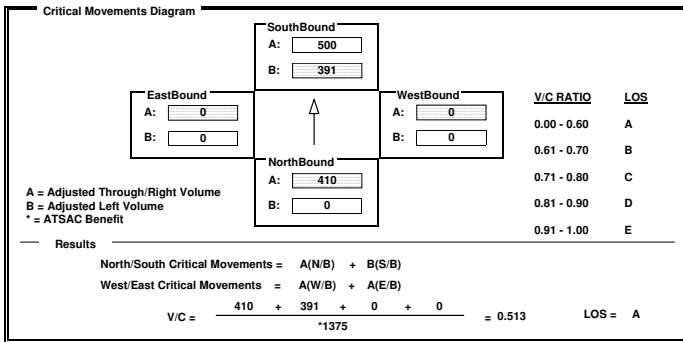 Critical Movements Diagram
SouthBound
A: 500
B: 391
EastBound
A: 0
B: 0
WestBound
A: 0
B: 0
NorthBound
A: 410
B: 0
V/C RATIO LOS
0.00 - 0.60 A
0.61 - 0.70 B
0.71 - 0.80 C
0.81 - 0.90 D
0.91 - 1.00 E
A = Adjusted Through/Right Volume
B = Adjusted Left Volume
* = ATSAC Benefit
Results
North/South Critical Movements = A(N/B) + B(S/B)
West/East Critical Movements = A(W/B) + A(E/B)
V/C = 410 + 391 + 0 + 0 = 0.513 LOS = A
*1375